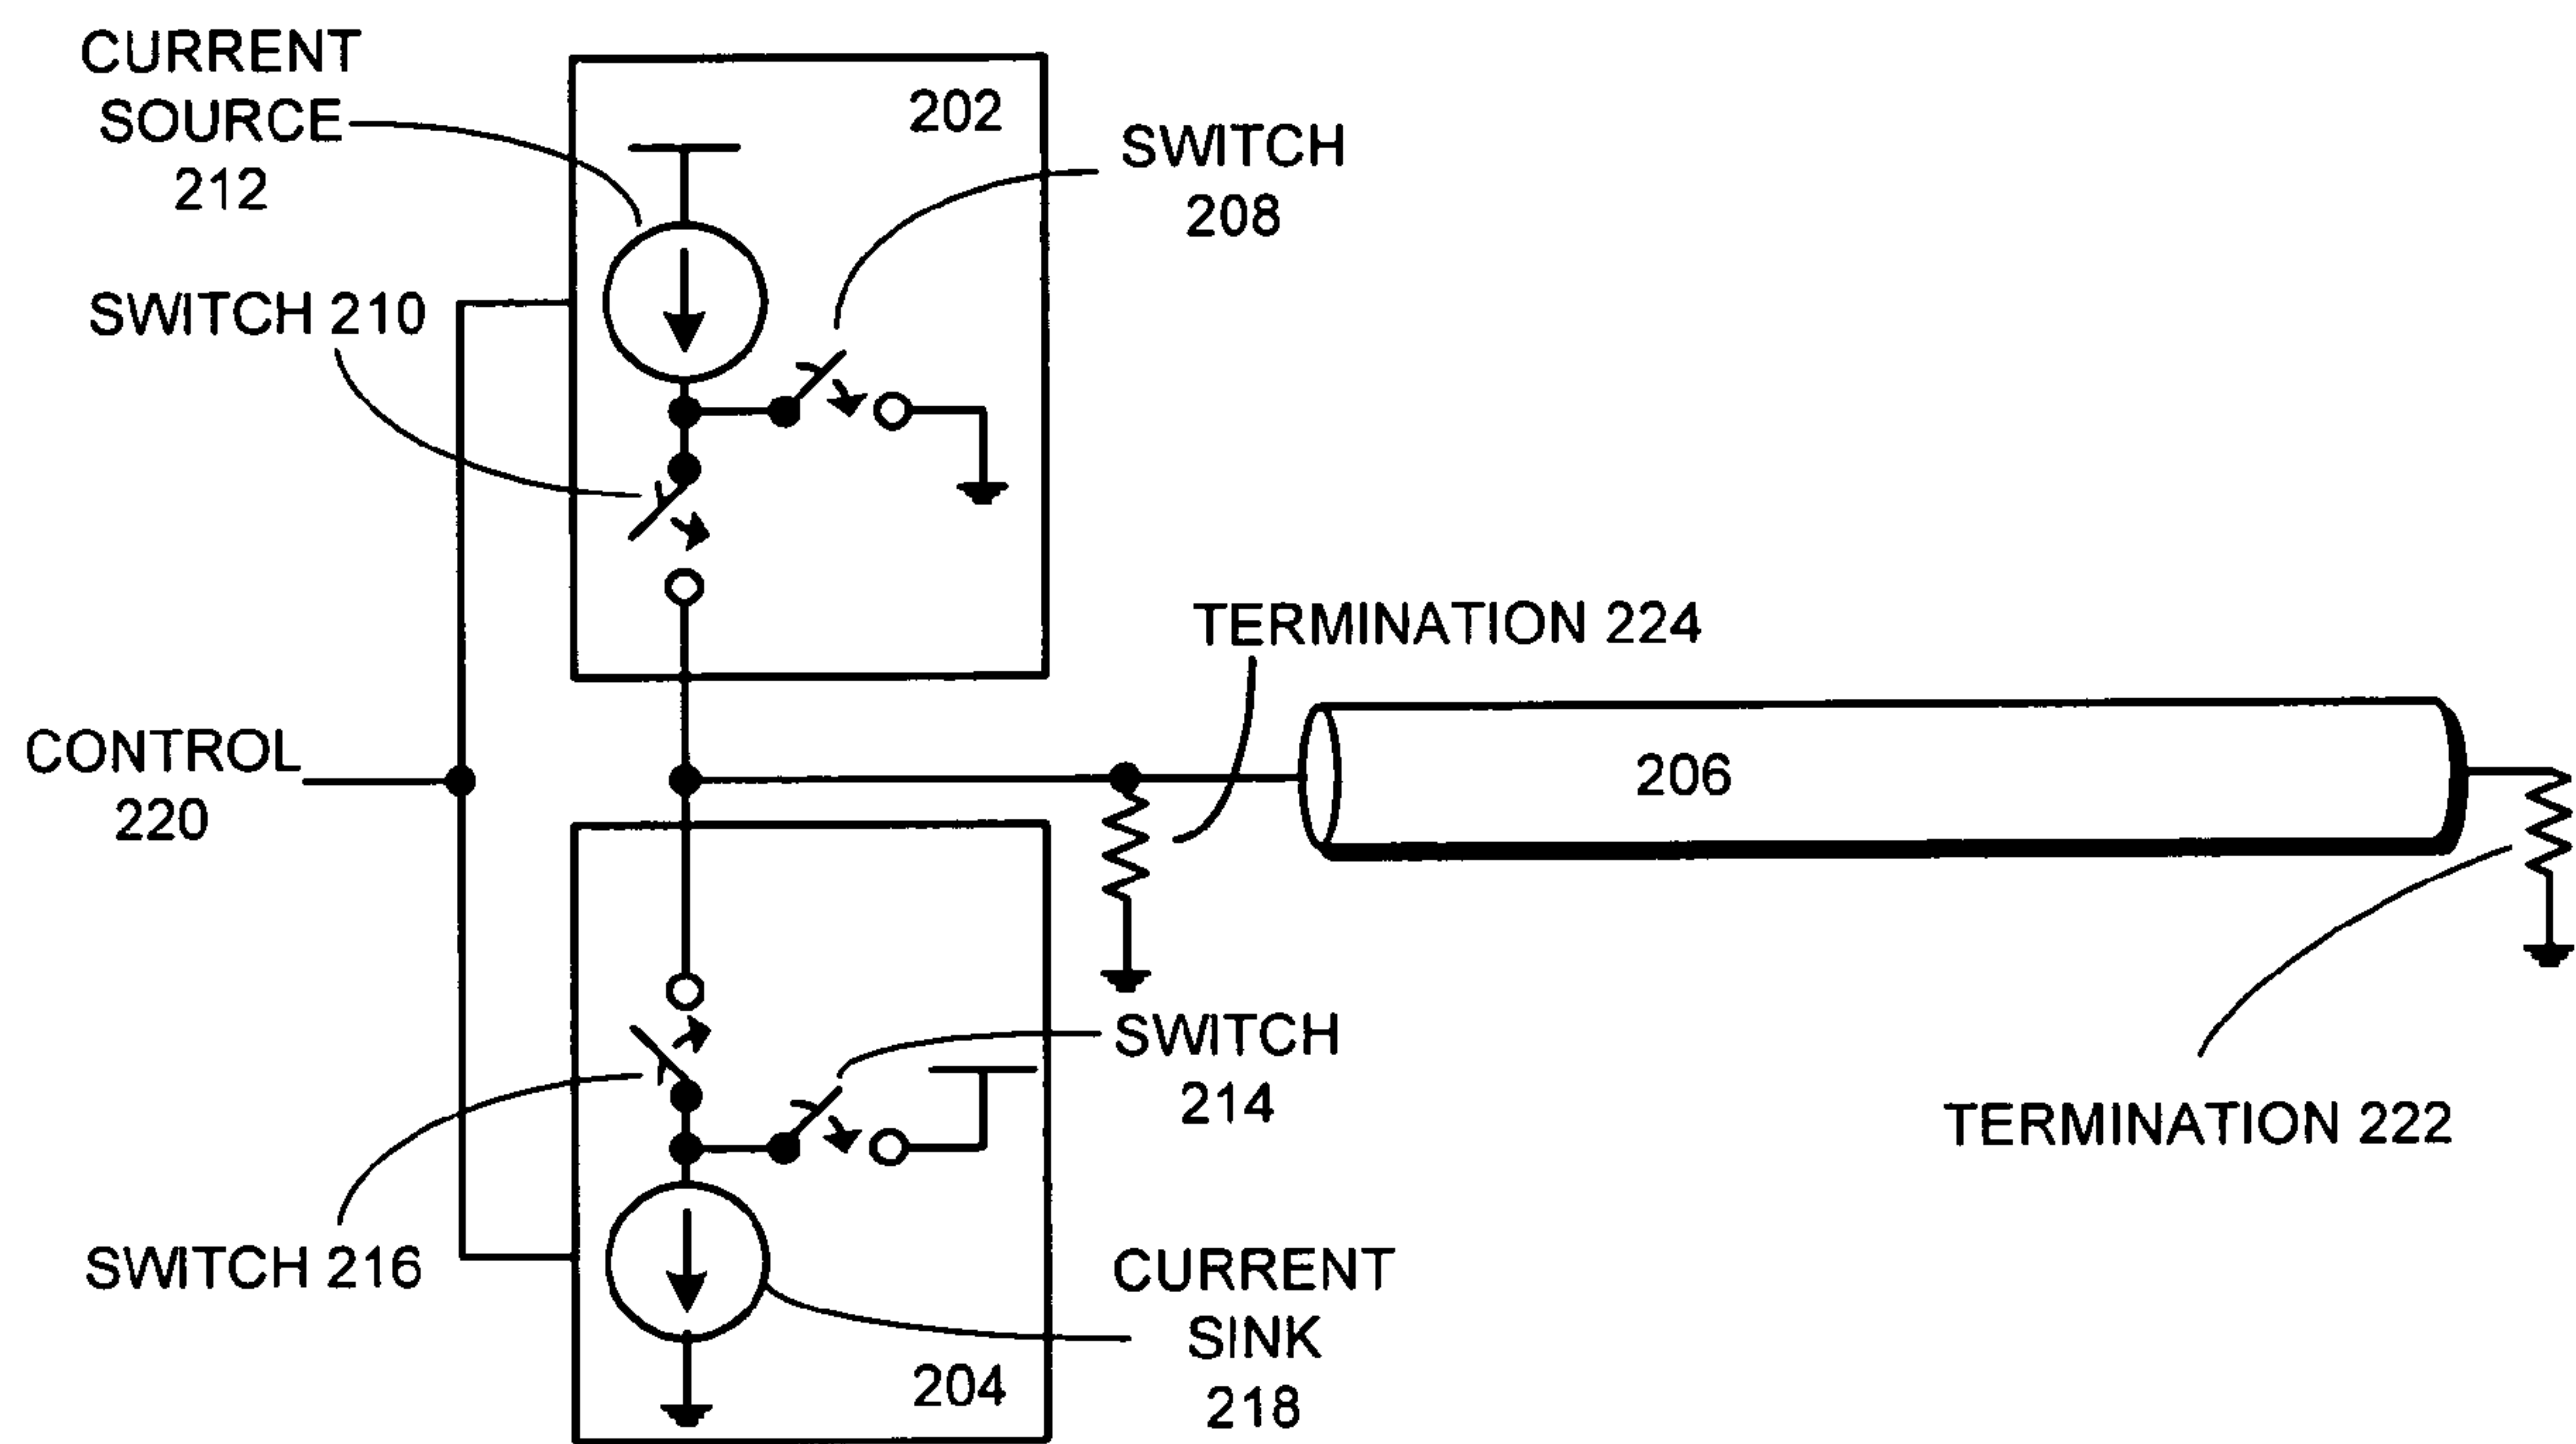 CURRENT
SOURCE
212
202
SWITCH
208
SWITCH 210
TERMINATION 224
CONTROL
220
206
SWITCH
214
TERMINATION 222
SWITCH 216
CURRENT
SINK
218
204